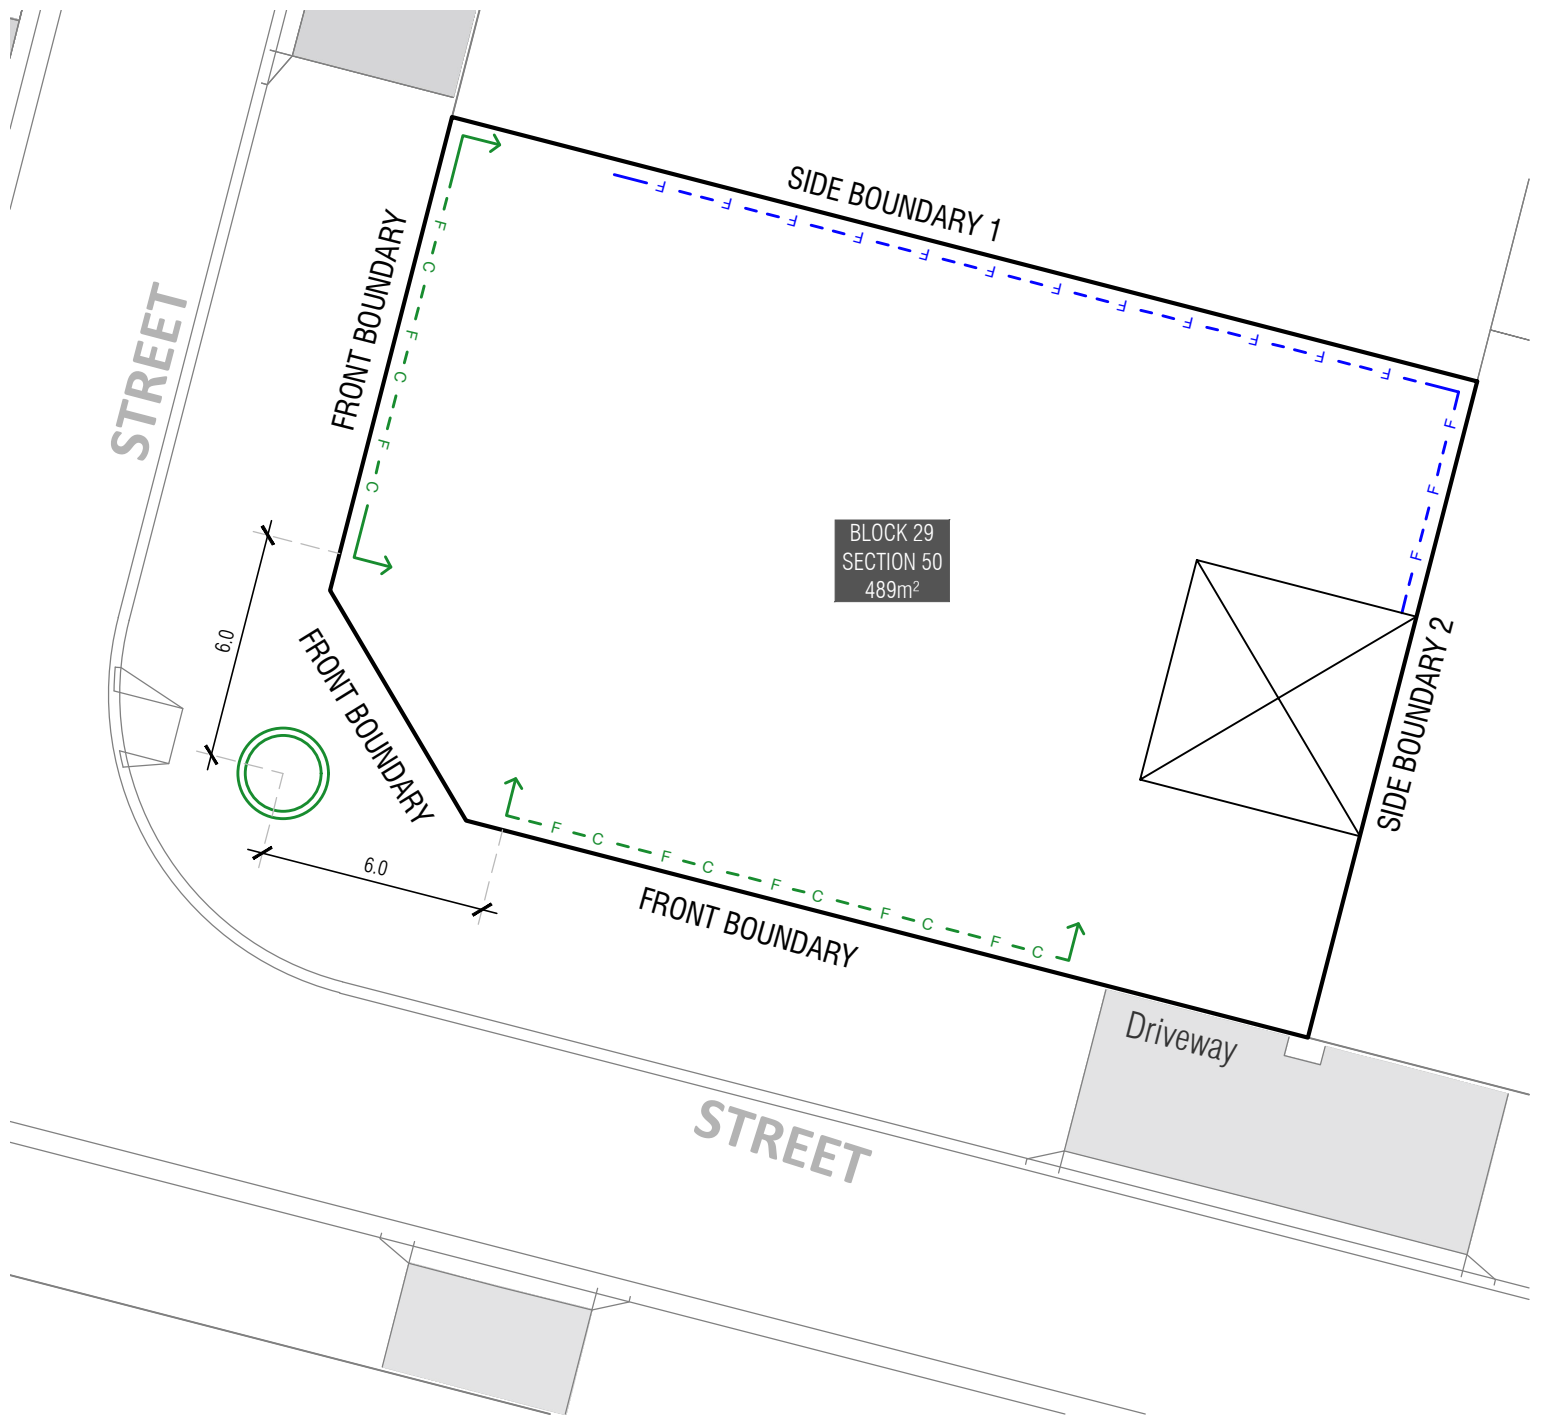 SIDE BOUNDARY 1
F F F F F F F F F F F F
FRONT BOUNDARY
F C F C F C
STREET
F F F
BLOCK 29
SECTION 50
489m²
6.0
FRONT BOUNDARY
SIDE BOUNDARY 2
6.0
F C F C F C F C F C
FRONT BOUNDARY
Driveway
STREET